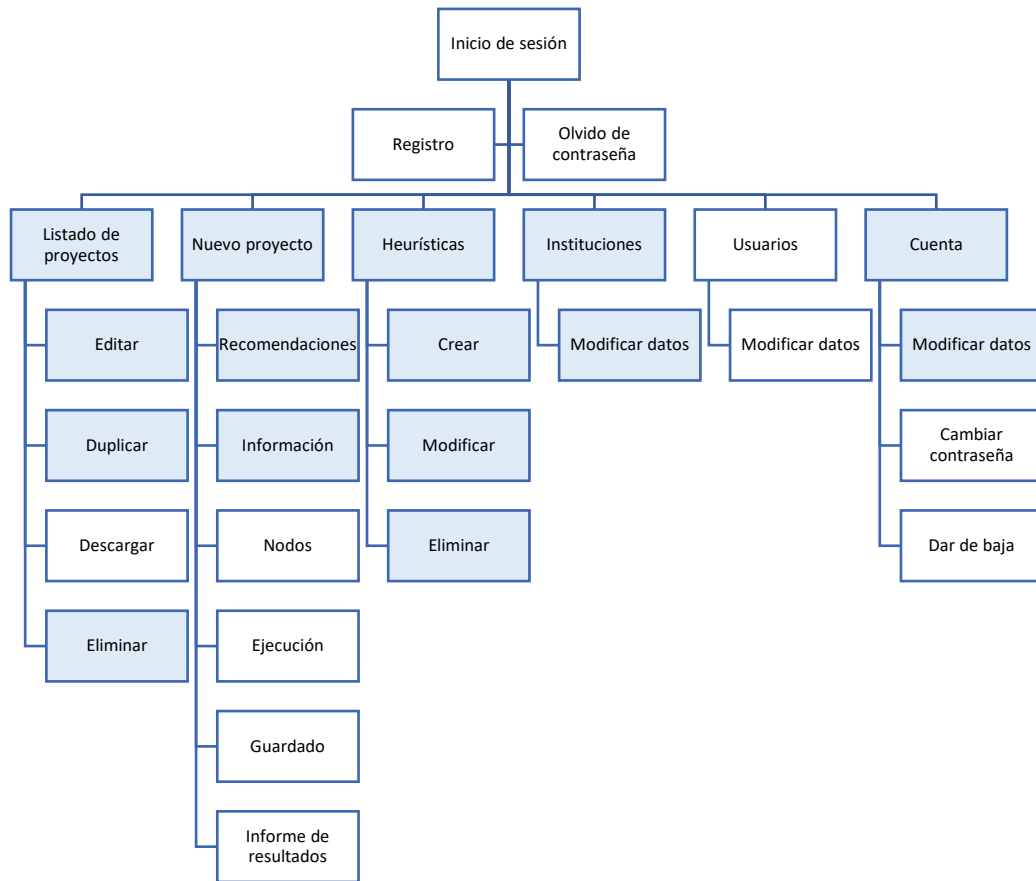 Inicio de sesión
Registro
Olvido de
contraseña
Listado de
proyectos
Nuevo proyecto
Heurísticas
Instituciones
Usuarios
Cuenta
Editar
Recomendaciones
Crear
Modificar datos
Modificar datos
Modificar datos
Duplicar
Información
Modificar
Cambiar
contraseña
Descargar
Nodos
Eliminar
Dar de baja
Eliminar
Ejecución
Guardado
Informe de
resultados